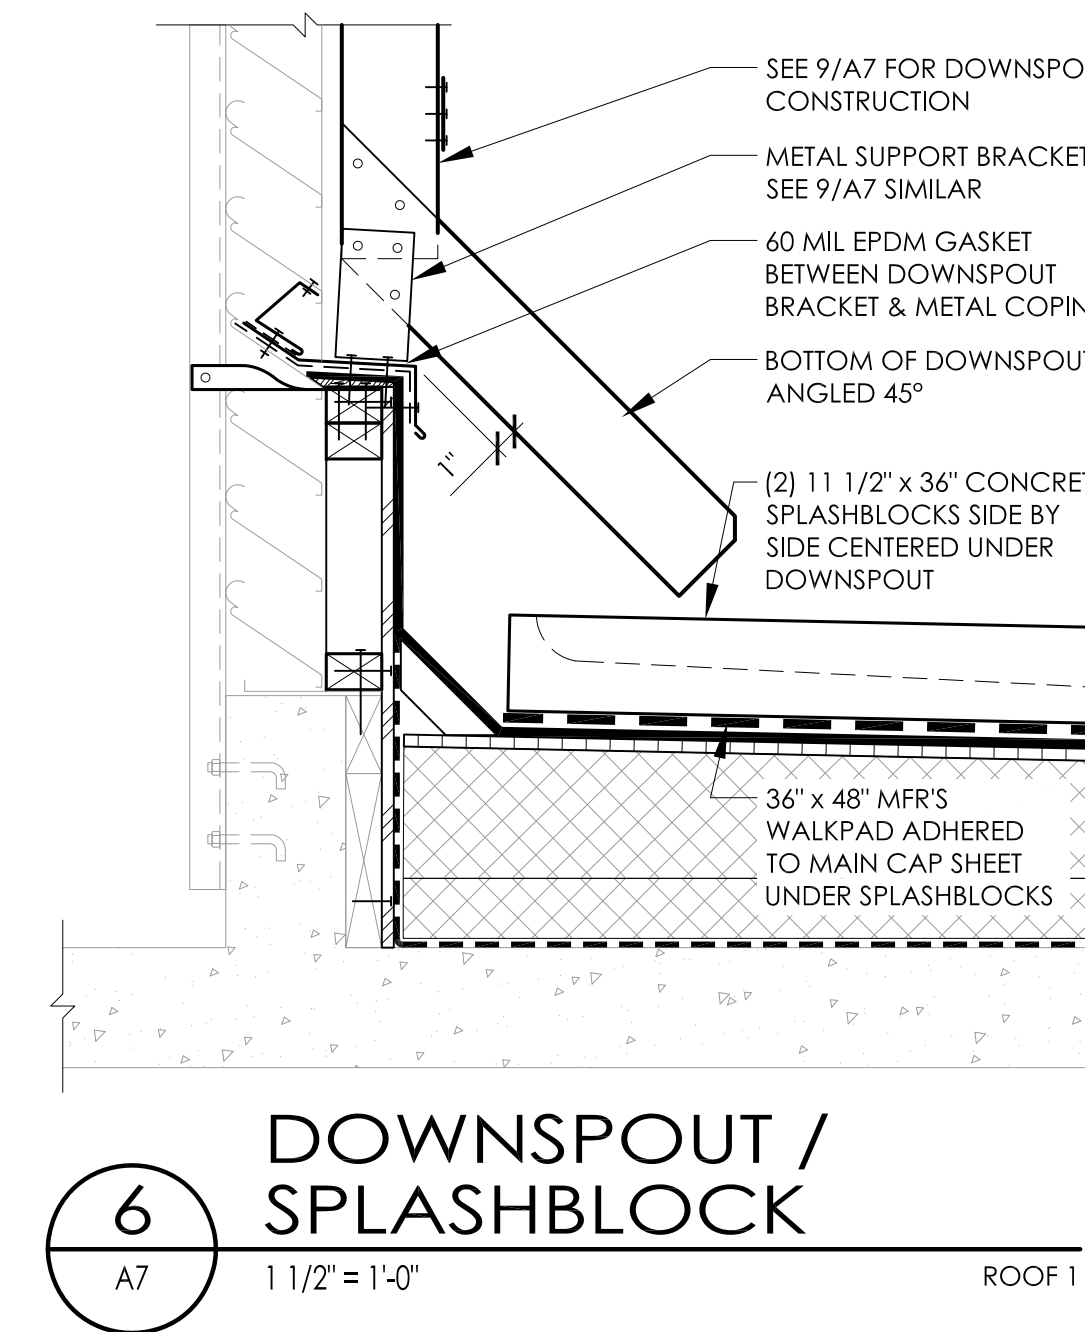 SEE 9/A7 FOR DOWNSPO
CONSTRUCTION
METAL SUPPORT BRACKET
SEE 9/A7 SIMILAR
60 MIL EPDM GASKET
BETWEEN DOWNSPOUT
BRACKET & METAL COPIN
BOTTOM OF DOWNSPOUT
ANGLED 45°
1"
(2) 11 1/2" x 36" CONCRET
SPLASHBLOCKS SIDE BY
SIDE CENTERED UNDER
DOWNSPOUT
36" x 48" MFR'S
WALKPAD ADHERED
TO MAIN CAP SHEET
UNDER SPLASHBLOCKS
DOWNSPOUT /
SPLASHBLOCK
6
A7
1 1/2" = 1'-0"
ROOF 1